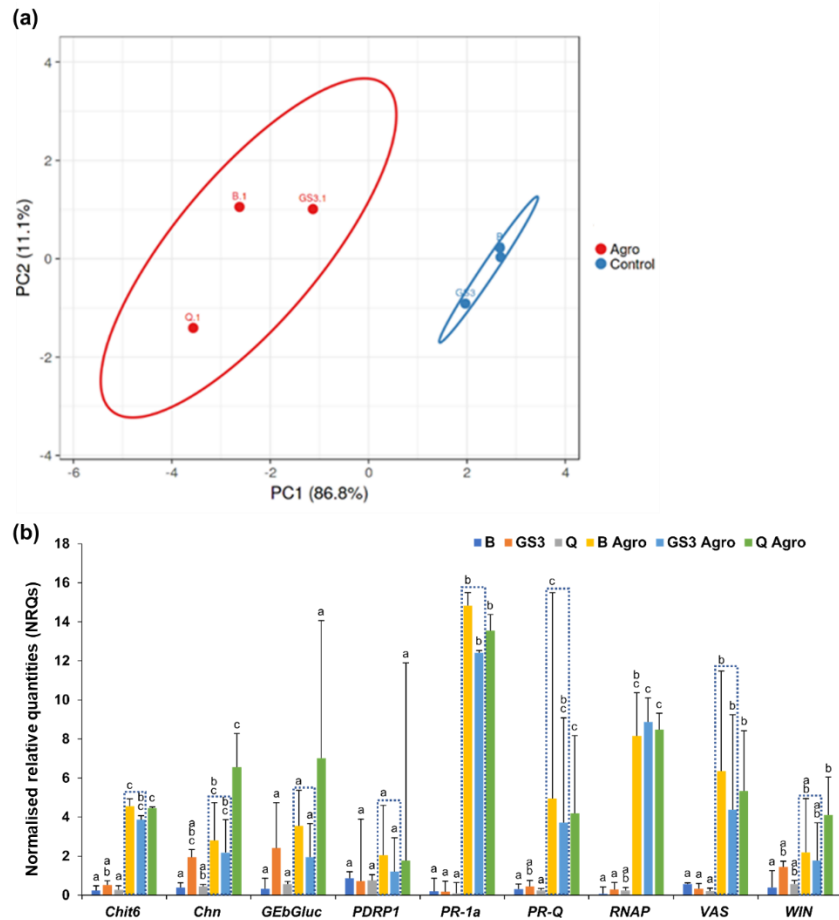 (a)
4
2
0
-2
-4
PC2 (11.1%)
B.1
GS3.1
B
GS3
Q.1
Agro
Control
-6 -4 -2 0 2 4
PC1 (86.8%)
(b)
B GS3 Q B Agro GS3 Agro Q Agro
18
16
14
12
10
8
6
4
2
0
Normalised relative quantities (NRQs)
a a b a c b c c
a a b c a b b c b c c
a a a a a a
a a a a a a
a a a b b b
a a b a c b c c
a a a b b c c c
a a a b b b
a a b a b a b a b b
Chit6 Chn GEbGluc PDRP1 PR-1a PR-Q RNAP VAS WIN